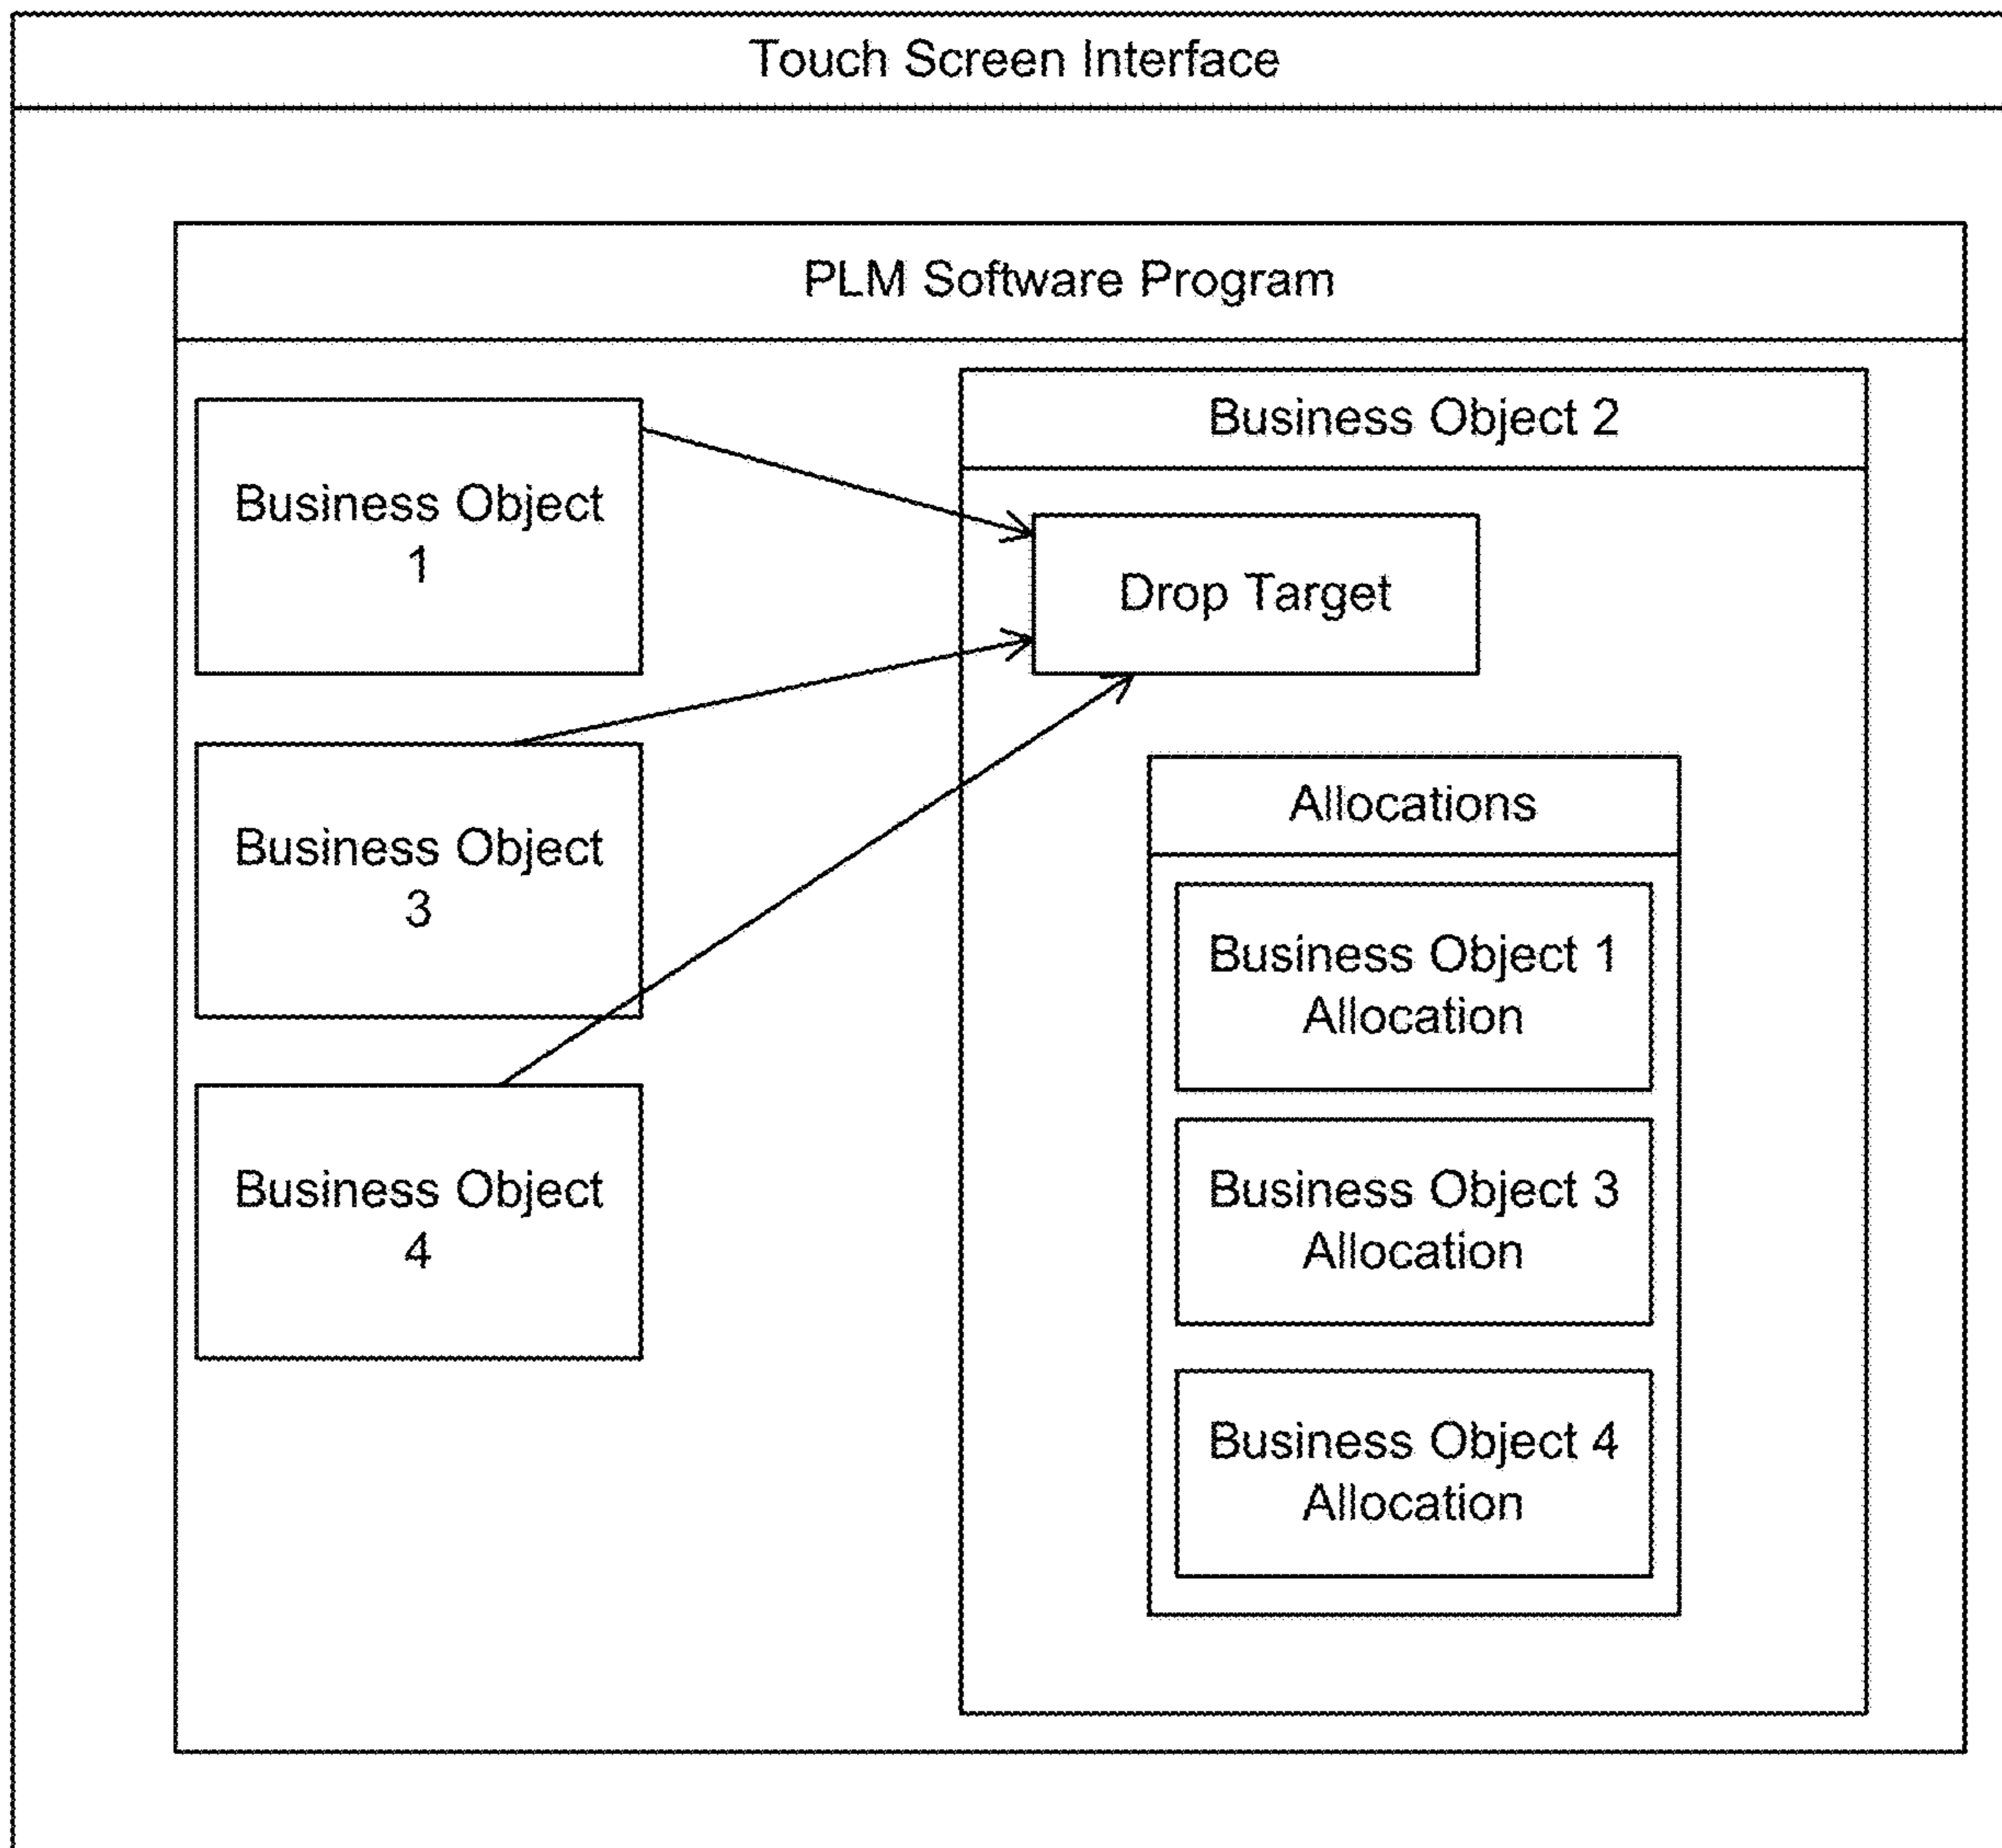 Touch Screen Interface
PLM Software Program
Business Object
1
Business Object
3
Business Object
4
Business Object 2
Drop Target
Allocations
Business Object 1
Allocation
Business Object 3
Allocation
Business Object 4
Allocation